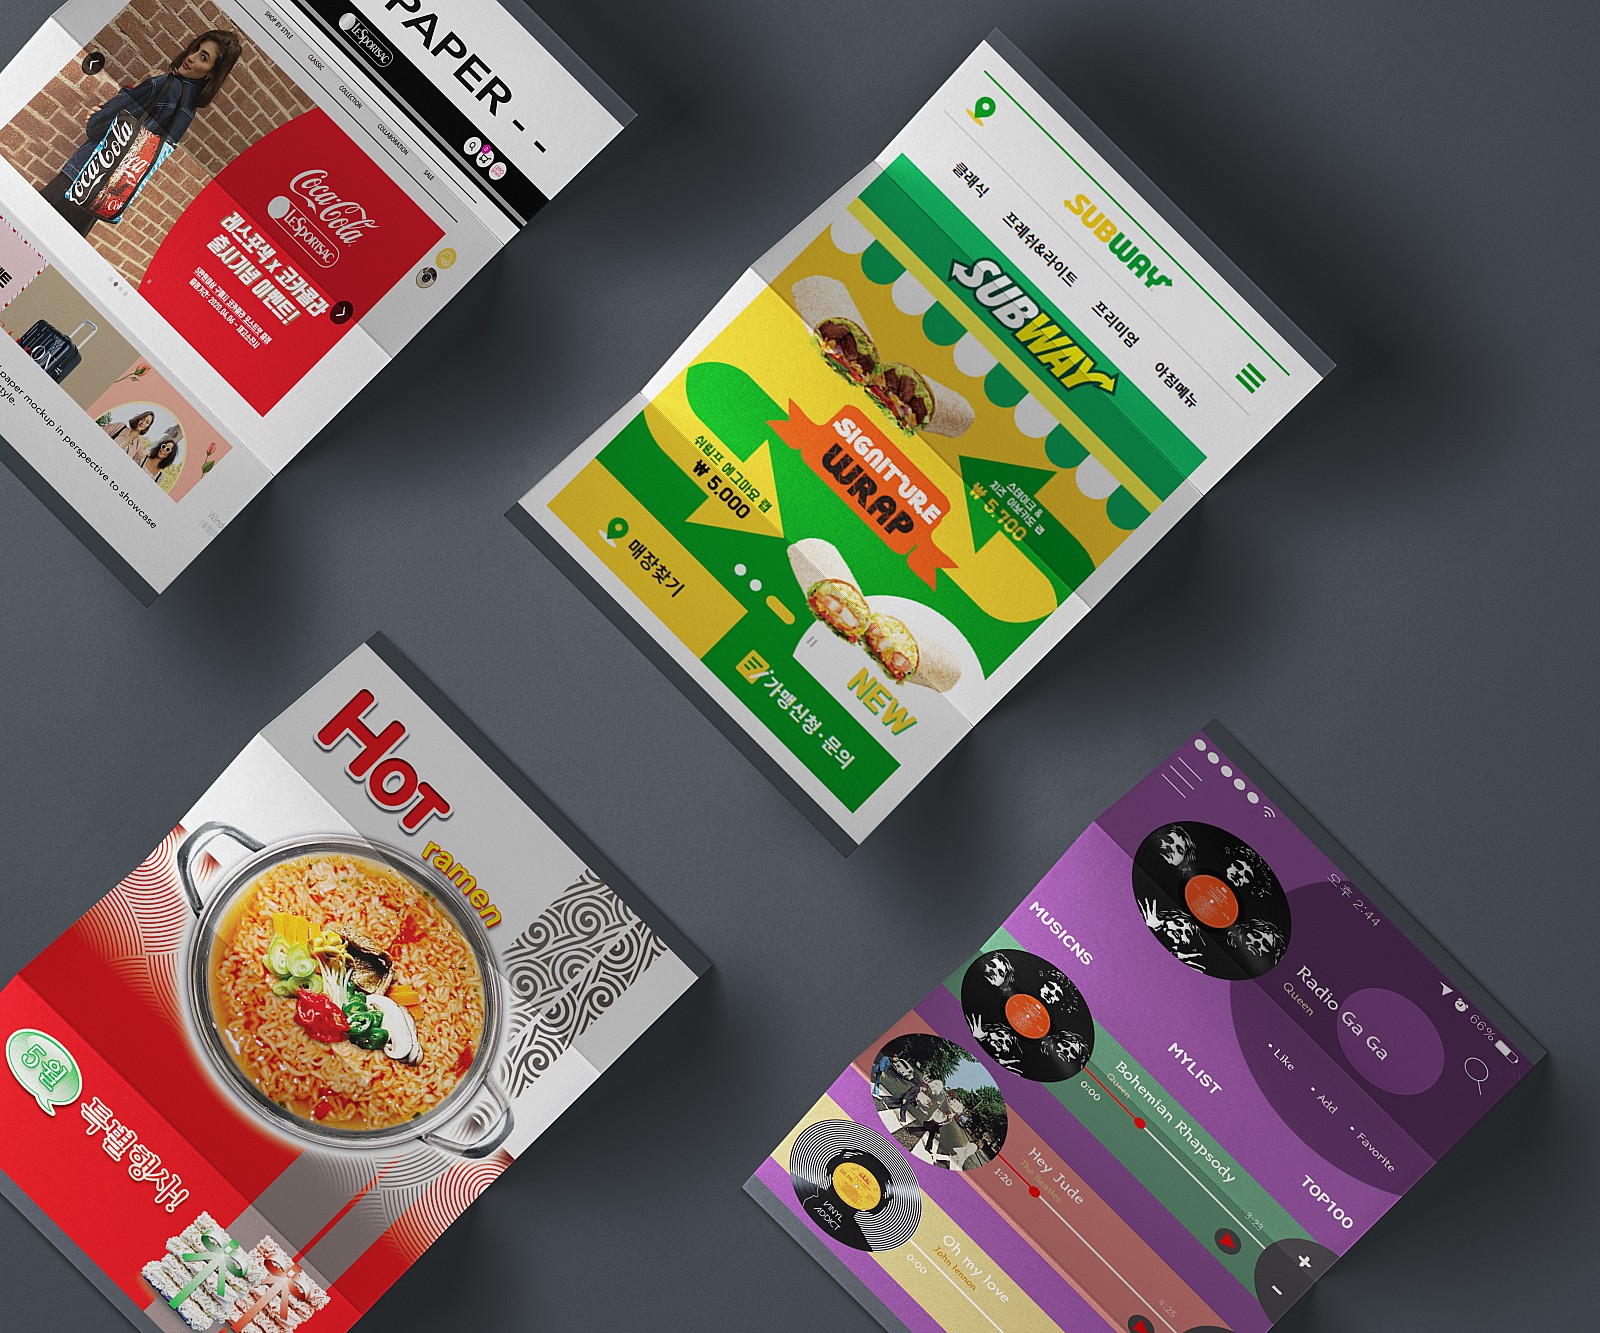 PAPER - -
LESPORTSAC
SHOP BY STYLE
CLASSIC
COLLECTION
COLLABORATION
SALE
Coca-Cola
Coca-Cola
LESPORTSAC
레스포색 x 코카콜라
출시기념 이벤트!
paper mockup in perspective to showcase
style.
SUBWAY
클래식
프레쉬&라이트
프리미엄
아침메뉴
SUBWAY
SIGNITURE
WRAP
쉬림프 에그마요 랩
₩ 5,000
스테이크 &
치즈 아보카도 랩
₩ 5,700
매장찾기
NEW
가맹신청·문의
HOT
ramen
5월
특별행사!
오후 2:44
66%
Radio Ga Ga
Queen
• Like
• Add
• Favorite
MUSICNS
MYLIST
TOP100
Bohemian Rhapsody
Queen
0:00
3:23
Hey Jude
The Beatles
1:20
4:25
VINYL
ADDICT
Oh my love
John lennon
0:00
+
-